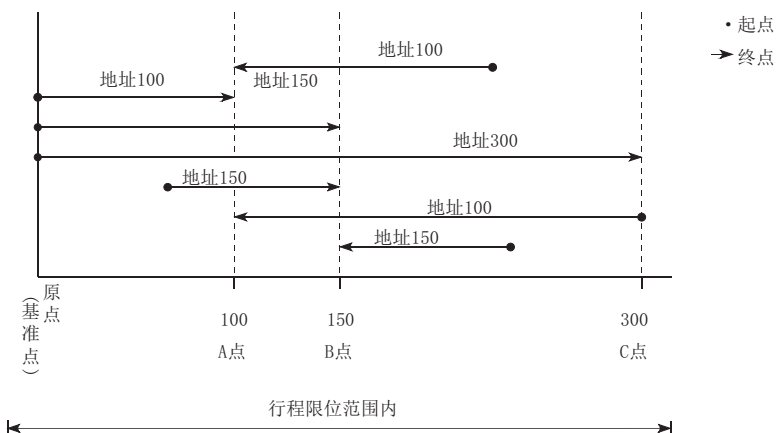 起点
终点
地址100
地址100
地址150
地址300
地址150
地址100
地址150
原点
(基准点)
100
150
300
A点
B点
C点
行程限位范围内